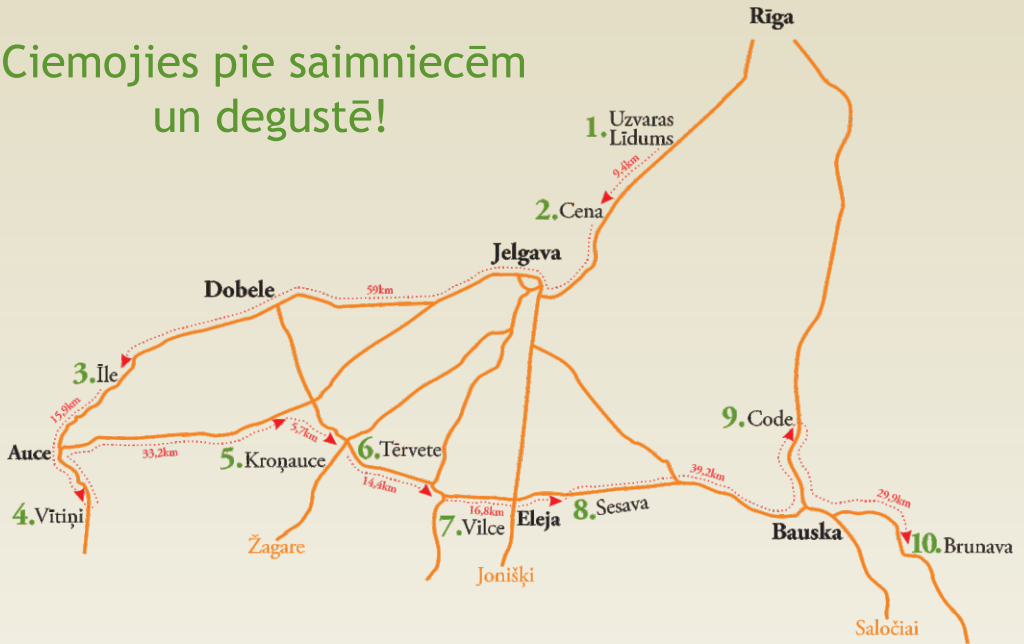 Ciemojies pie saimniecēm
un degustē!
Rīga
1. Uzvaras
Līdums
9,4km
2. Cena
Jelgava
59km
Dobele
3. Īle
15,9km
Auce
33,2km
4. Vītiņi
5. Kroņauce
5,7km
6. Tērvete
14,4km
7. Vilce
16,8km
Eleja
8. Sesava
39,2km
9. Code
29,9km
Bauska
10. Brunava
Žagare
Jonišķi
Saločiai